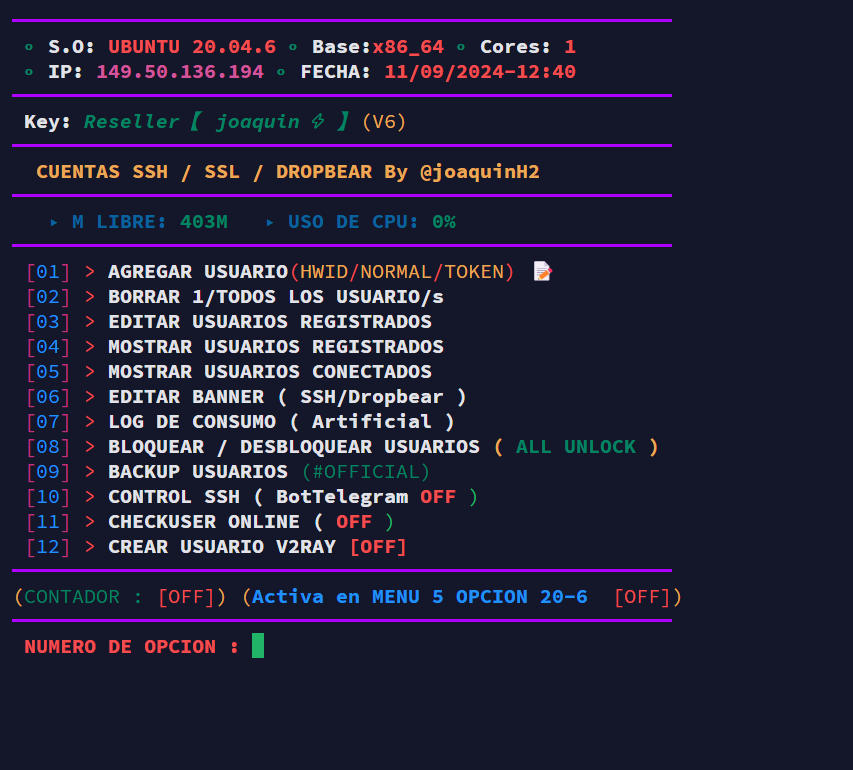 ° S.O: UBUNTU 20.04.6 ° Base:x86_64 ° Cores: 1
° IP: 149.50.136.194 ° FECHA: 11/09/2024-12:40
Key: Reseller【 joaquin ⚡ 】(V6)
CUENTAS SSH / SSL / DROPBEAR By @joaquinH2
▸ M LIBRE: 403M ▸ USO DE CPU: 0%
[01] > AGREGAR USUARIO(HWID/NORMAL/TOKEN) 📝
[02] > BORRAR 1/TODOS LOS USUARIO/s
[03] > EDITAR USUARIOS REGISTRADOS
[04] > MOSTRAR USUARIOS REGISTRADOS
[05] > MOSTRAR USUARIOS CONECTADOS
[06] > EDITAR BANNER ( SSH/Dropbear )
[07] > LOG DE CONSUMO ( Artificial )
[08] > BLOQUEAR / DESBLOQUEAR USUARIOS ( ALL UNLOCK )
[09] > BACKUP USUARIOS (#OFFICIAL)
[10] > CONTROL SSH ( BotTelegram OFF )
[11] > CHECKUSER ONLINE ( OFF )
[12] > CREAR USUARIO V2RAY [OFF]
(CONTADOR : [OFF]) (Activa en MENU 5 OPCION 20-6 [OFF])
NUMERO DE OPCION :